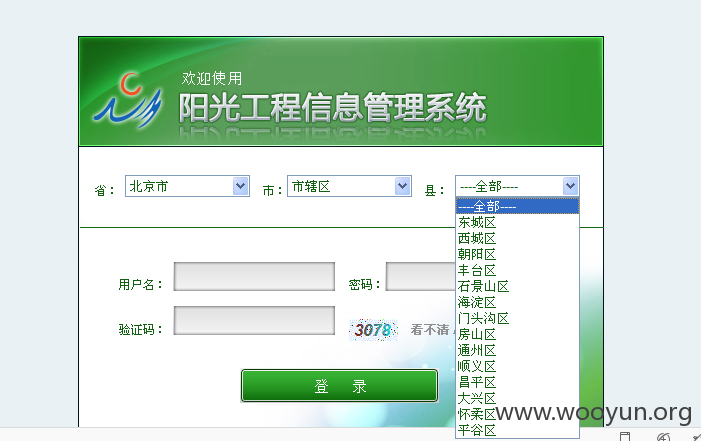 欢迎使用
阳光工程信息管理系统
省： 北京市 市： 市辖区 县： ----全部----
----全部----
东城区
西城区
朝阳区
丰台区
石景山区
海淀区
门头沟区
房山区
通州区
顺义区
昌平区
大兴区
怀柔区
平谷区
用户名： 密码：
验证码： 3078 看不清
登 录
www.wooyun.org